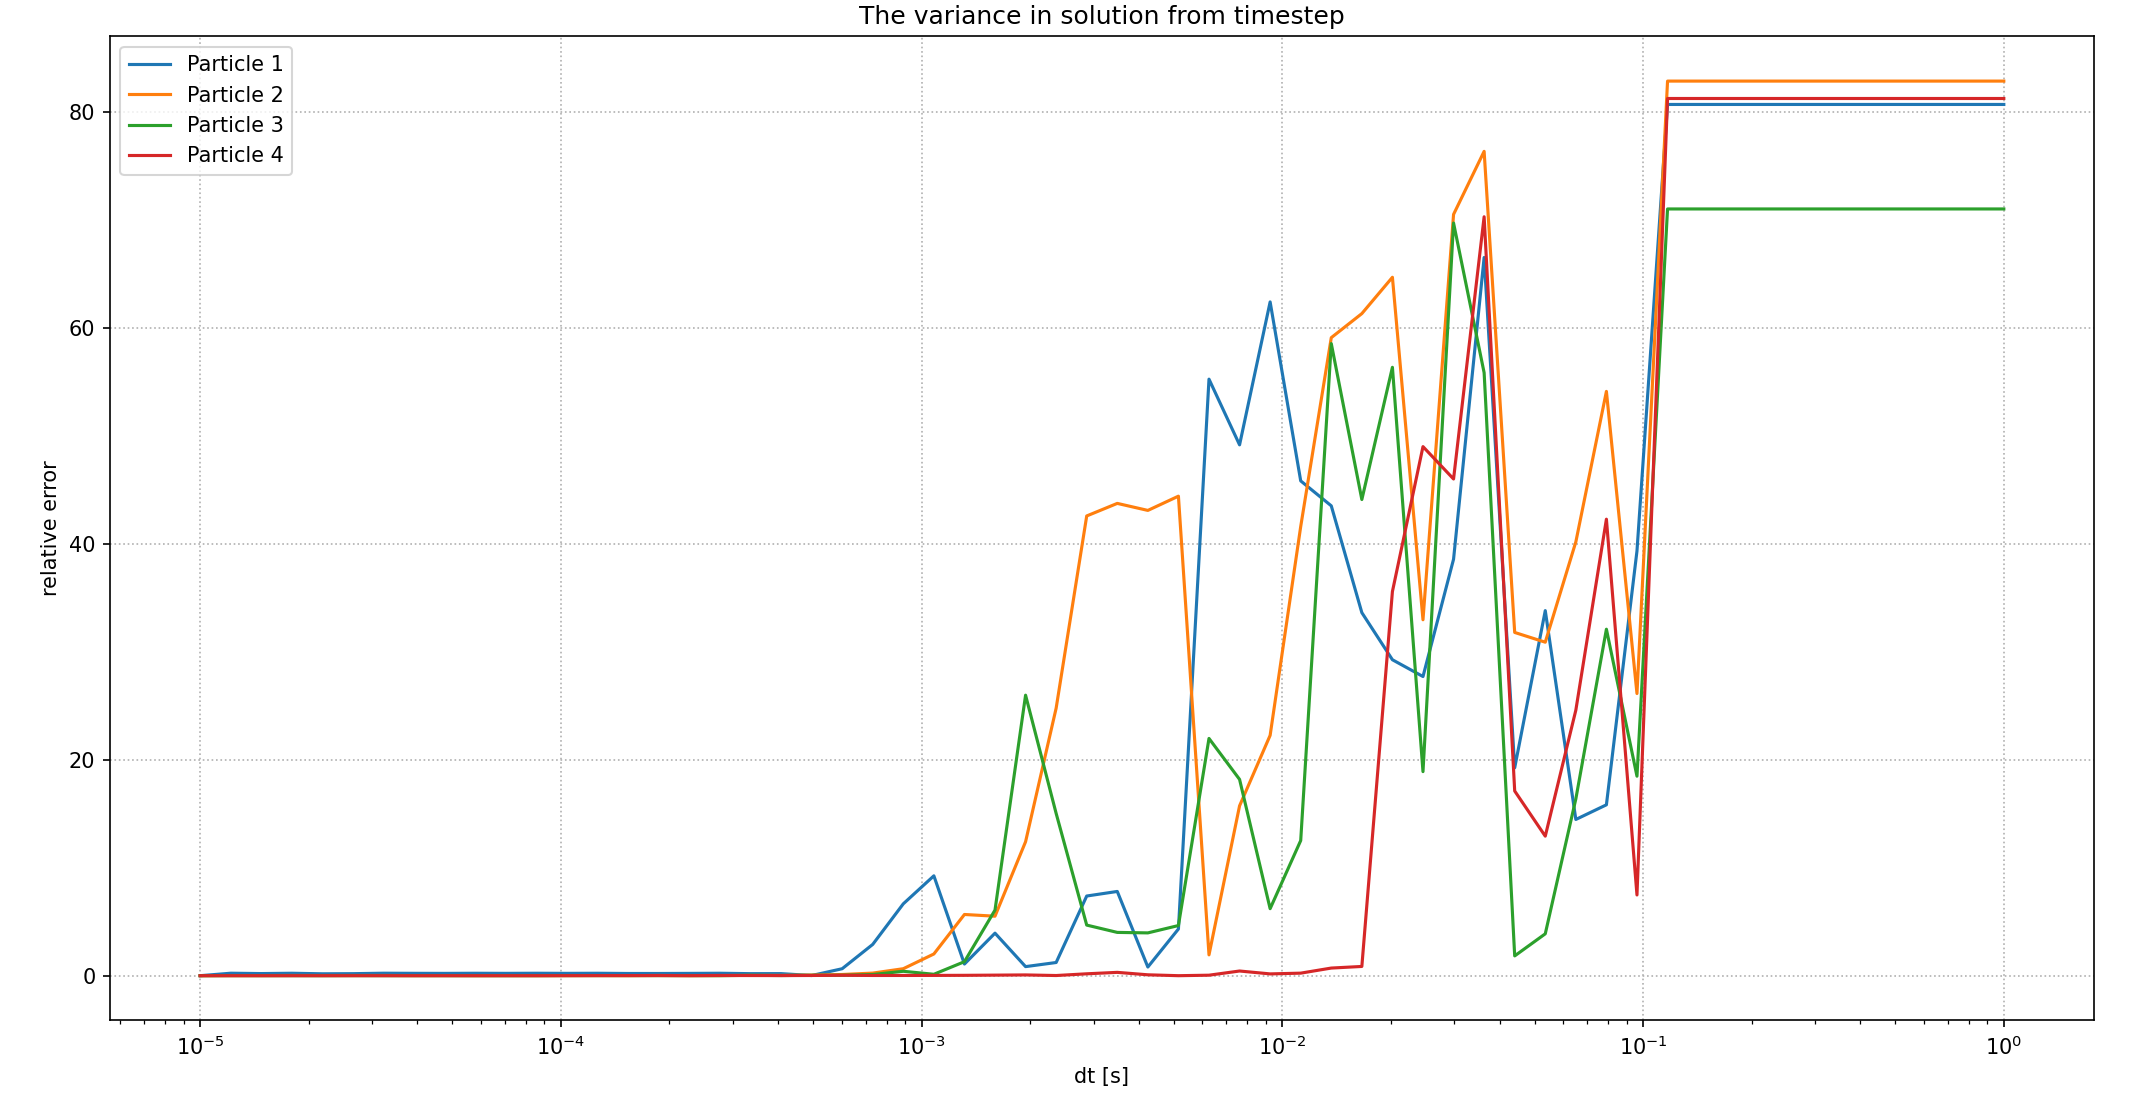 The variance in solution from timestep
Particle 1
Particle 2
Particle 3
Particle 4
80
60
40
20
0
relative error
10⁻⁵ 10⁻⁴ 10⁻³ 10⁻² 10⁻¹ 10⁰
dt [s]